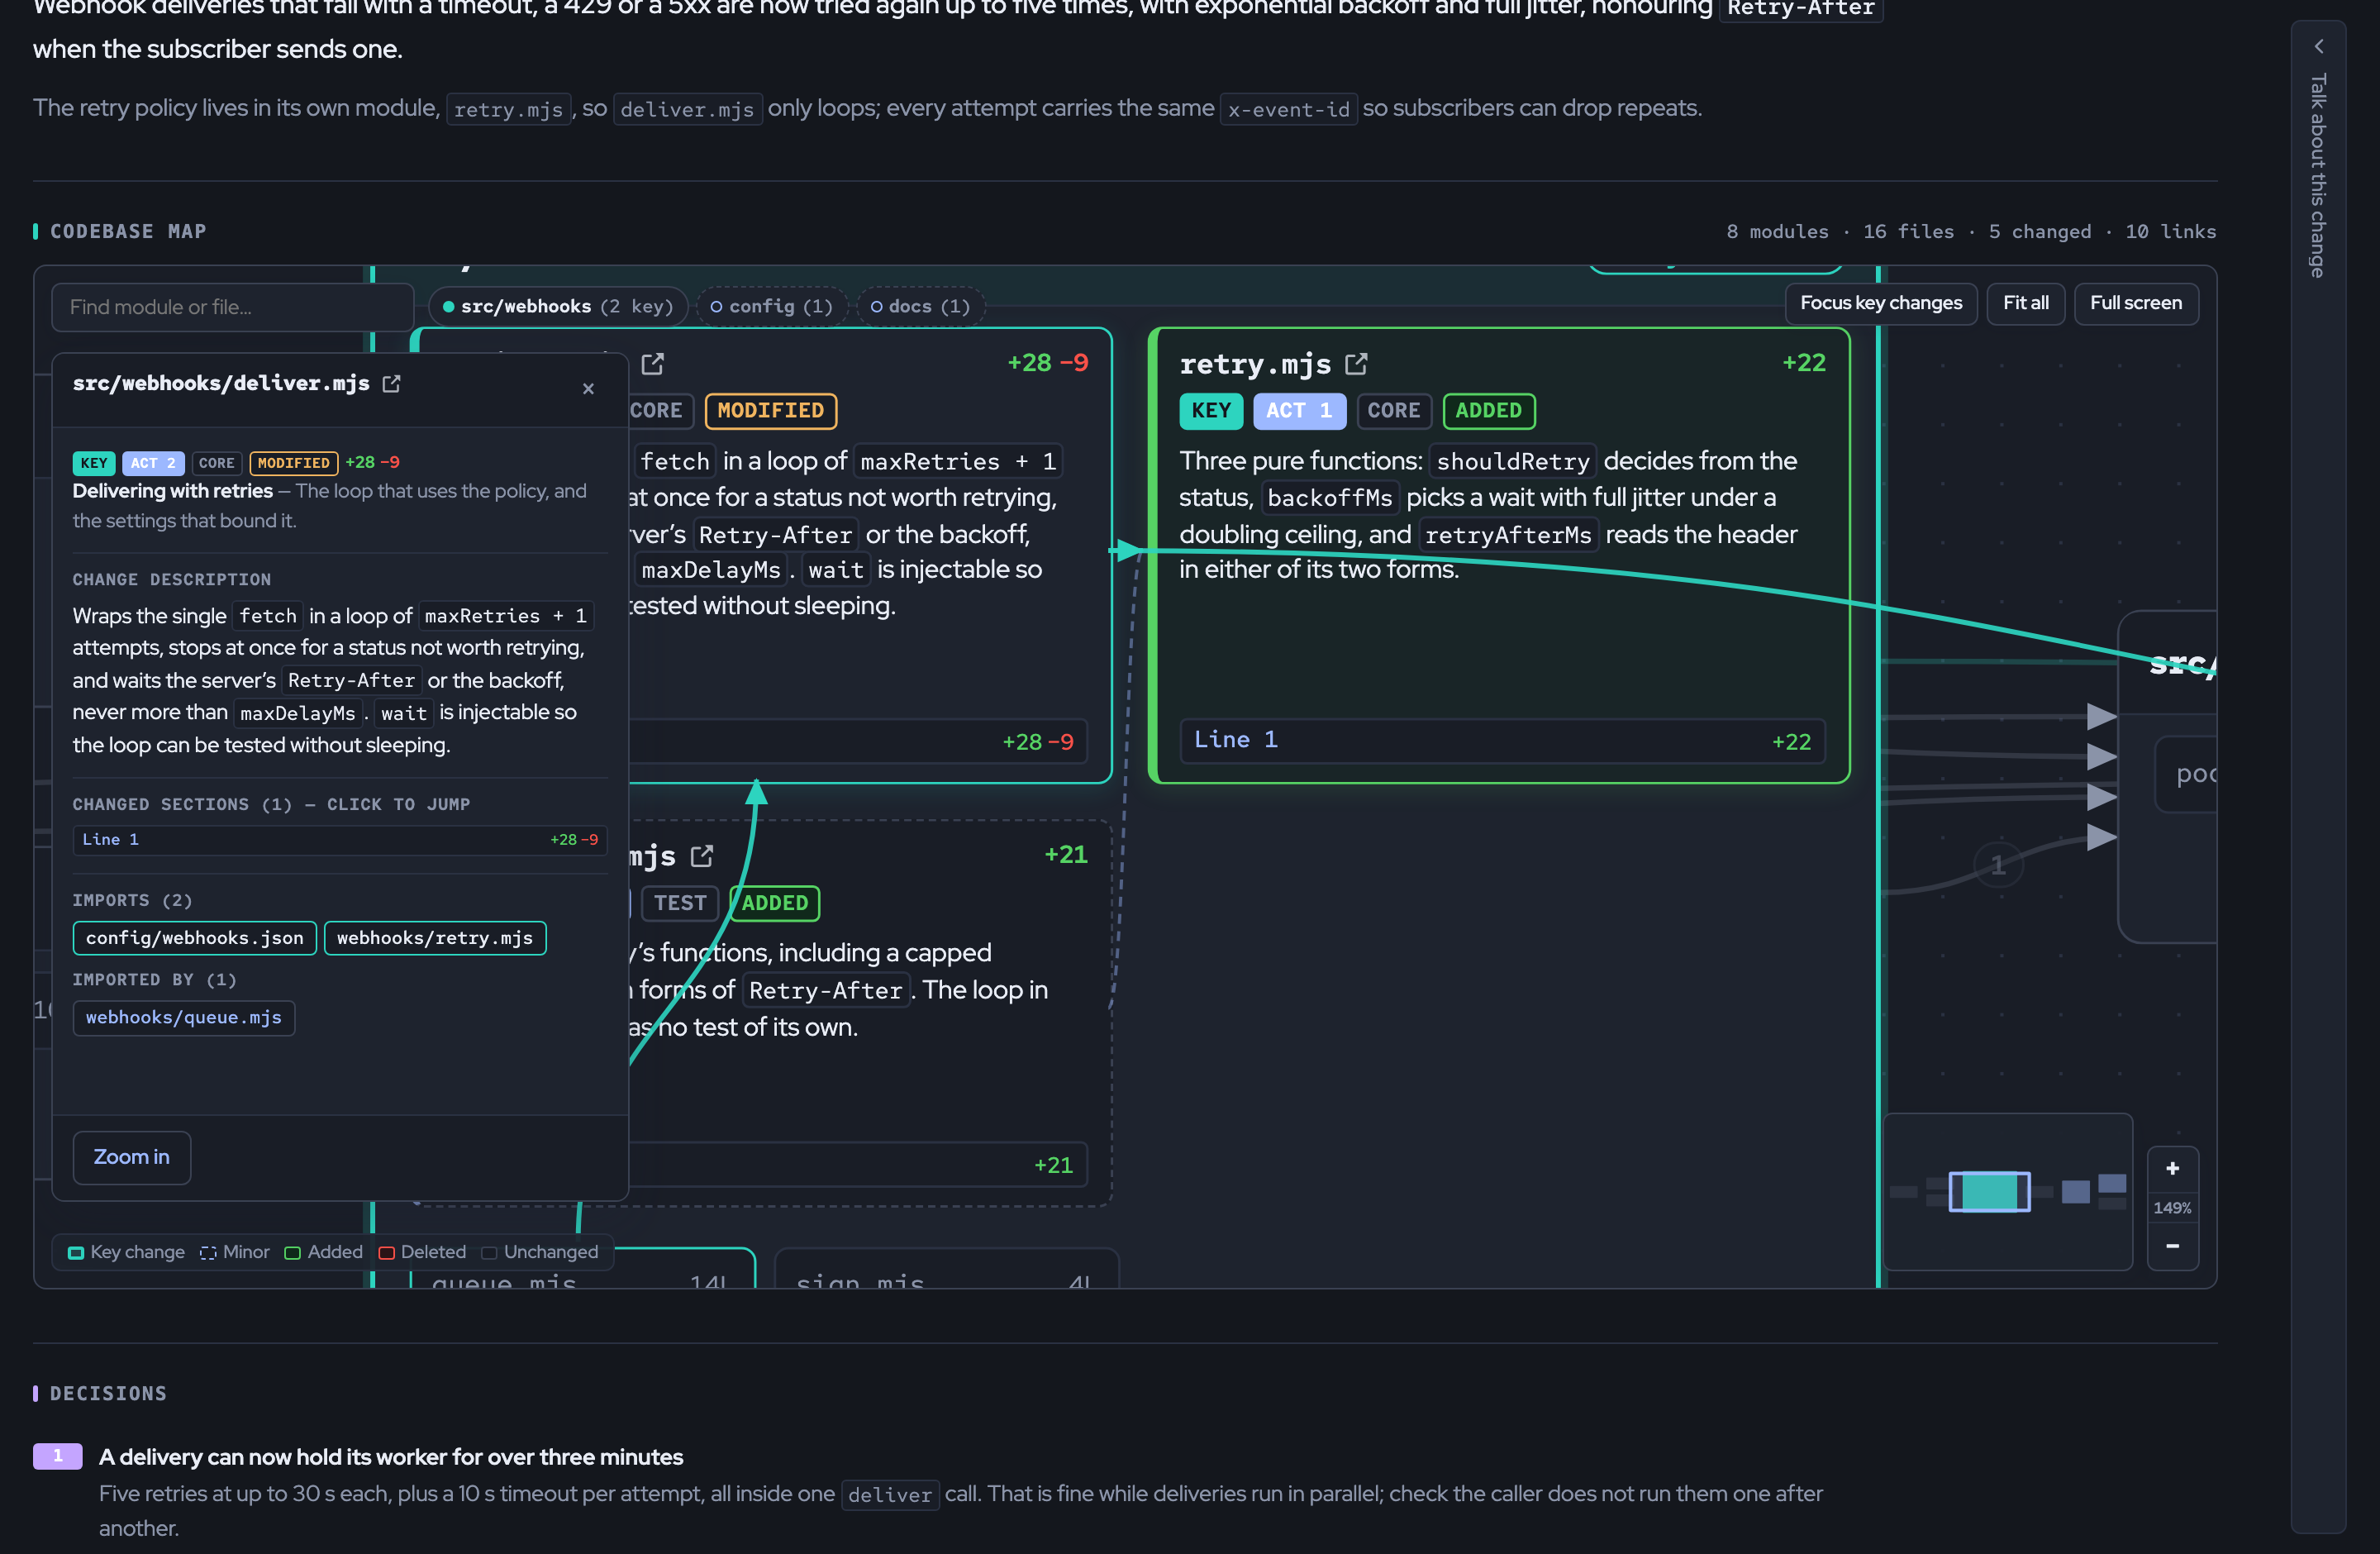 Webhook deliveries that fail with a timeout, a 429 or a 5xx are now tried again up to five times, with exponential backoff and full jitter, honouring Retry-After
when the subscriber sends one.
The retry policy lives in its own module, retry.mjs, so deliver.mjs only loops; every attempt carries the same x-event-id so subscribers can drop repeats.
Talk about this change
CODEBASE MAP
8 modules · 16 files · 5 changed · 10 links
Find module or file...
src/webhooks (2 key)
config (1)
docs (1)
Focus key changes
Fit all
Full screen
src/webhooks/deliver.mjs
×
KEY ACT 2 CORE MODIFIED +28 −9
Delivering with retries — The loop that uses the policy, and
the settings that bound it.
CHANGE DESCRIPTION
Wraps the single fetch in a loop of maxRetries + 1
attempts, stops at once for a status not worth retrying,
and waits the server’s Retry-After or the backoff,
never more than maxDelayMs. wait is injectable so
the loop can be tested without sleeping.
CHANGED SECTIONS (1) — CLICK TO JUMP
Line 1 +28 −9
IMPORTS (2)
config/webhooks.json webhooks/retry.mjs
IMPORTED BY (1)
webhooks/queue.mjs
Zoom in
+28 −9
CORE MODIFIED
fetch in a loop of maxRetries + 1
at once for a status not worth retrying,
rver’s Retry-After or the backoff,
maxDelayMs. wait is injectable so
tested without sleeping.
+28 −9
retry.mjs
+22
KEY ACT 1 CORE ADDED
Three pure functions: shouldRetry decides from the
status, backoffMs picks a wait with full jitter under a
doubling ceiling, and retryAfterMs reads the header
in either of its two forms.
Line 1 +22
mjs
+21
TEST ADDED
y’s functions, including a capped
forms of Retry-After. The loop in
as no test of its own.
+21
queue.mjs 14L
sign.mjs 4L
src/
poo
1
149%
Key change Minor Added Deleted Unchanged
DECISIONS
1 A delivery can now hold its worker for over three minutes
Five retries at up to 30 s each, plus a 10 s timeout per attempt, all inside one deliver call. That is fine while deliveries run in parallel; check the caller does not run them one after
another.